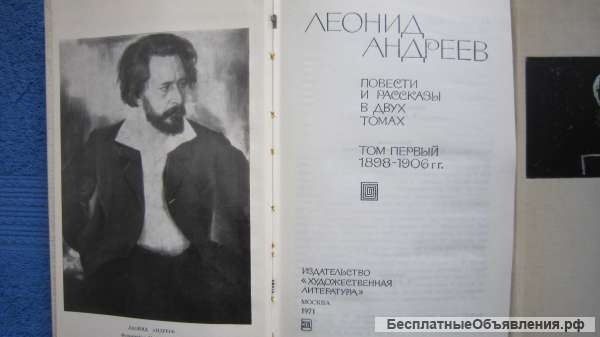 ЛЕОНИД
АНДРЕЕВ
ПОВЕСТИ
И РАССКАЗЫ
В ДВУХ
ТОМАХ
ТОМ ПЕРВЫЙ
1898-1906 гг.
ИЗДАТЕЛЬСТВО
«ХУДОЖЕСТВЕННАЯ
ЛИТЕРАТУРА»
МОСКВА
1971
ЛЕОНИД АНДРЕЕВ
БесплатныеОбъявления.рф